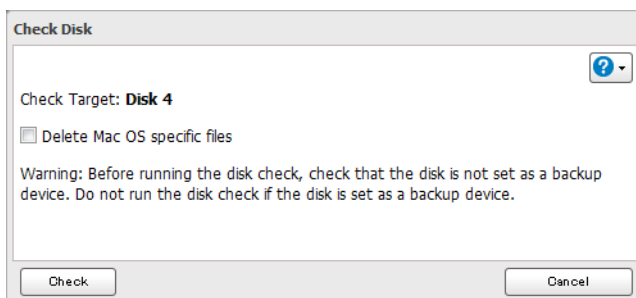 Check Disk
?
Check Target: Disk 4
Delete Mac OS specific files
Warning: Before running the disk check, check that the disk is not set as a backup
device. Do not run the disk check if the disk is set as a backup device.
Check
Cancel